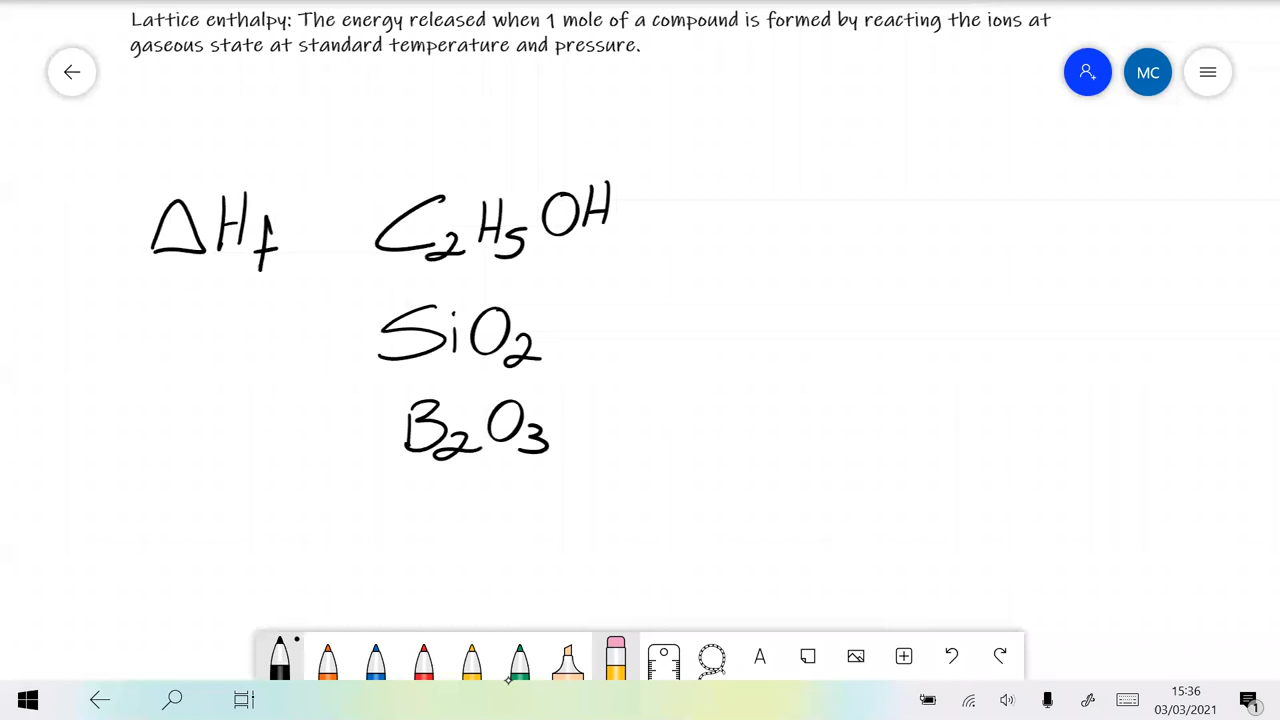 Lattice enthalpy: The energy released when 1 mole of a compound is formed by reacting the ions at
gaseous state at standard temperature and pressure.
MC
ΔHf C₂H₅OH
SiO₂
B₂O₃
A
15:36
03/03/2021
1